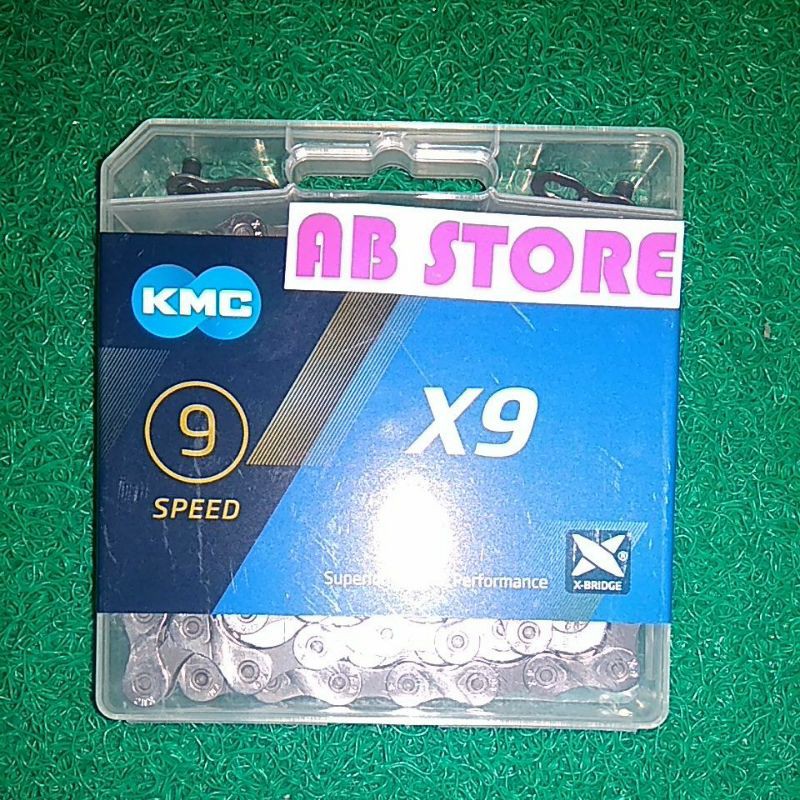 AB STORE
KMC
9
SPEED
X9
Performance
X-BRIDGE
®